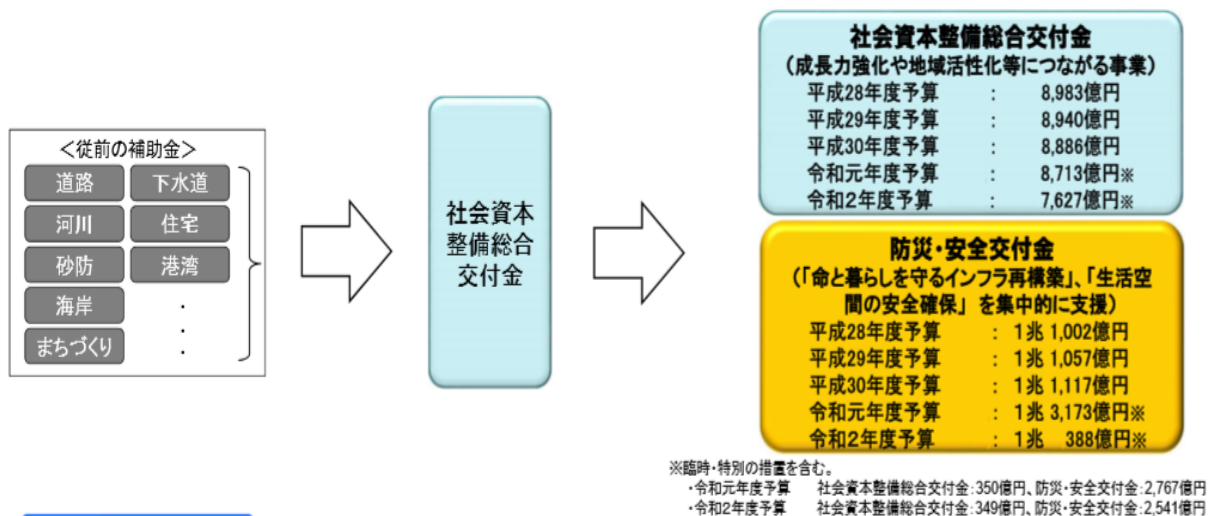 <従前の補助金>
道路 下水道
河川 住宅
砂防 港湾
海岸 ・
まちづくり ・
・
社会資本
整備総合
交付金
社会資本整備総合交付金
(成長力強化や地域活性化等につながる事業)
平成28年度予算 : 8,983億円
平成29年度予算 : 8,940億円
平成30年度予算 : 8,886億円
令和元年度予算 : 8,713億円※
令和2年度予算 : 7,627億円※
防災・安全交付金
(「命と暮らしを守るインフラ再構築」、「生活空
間の安全確保」を集中的に支援)
平成28年度予算 : 1兆 1,002億円
平成29年度予算 : 1兆 1,057億円
平成30年度予算 : 1兆 1,117億円
令和元年度予算 : 1兆 3,173億円※
令和2年度予算 : 1兆 388億円※
※臨時・特別の措置を含む。
・令和元年度予算 社会資本整備総合交付金:350億円、防災・安全交付金:2,767億円
・令和2年度予算 社会資本整備総合交付金:349億円、防災・安全交付金:2,541億円